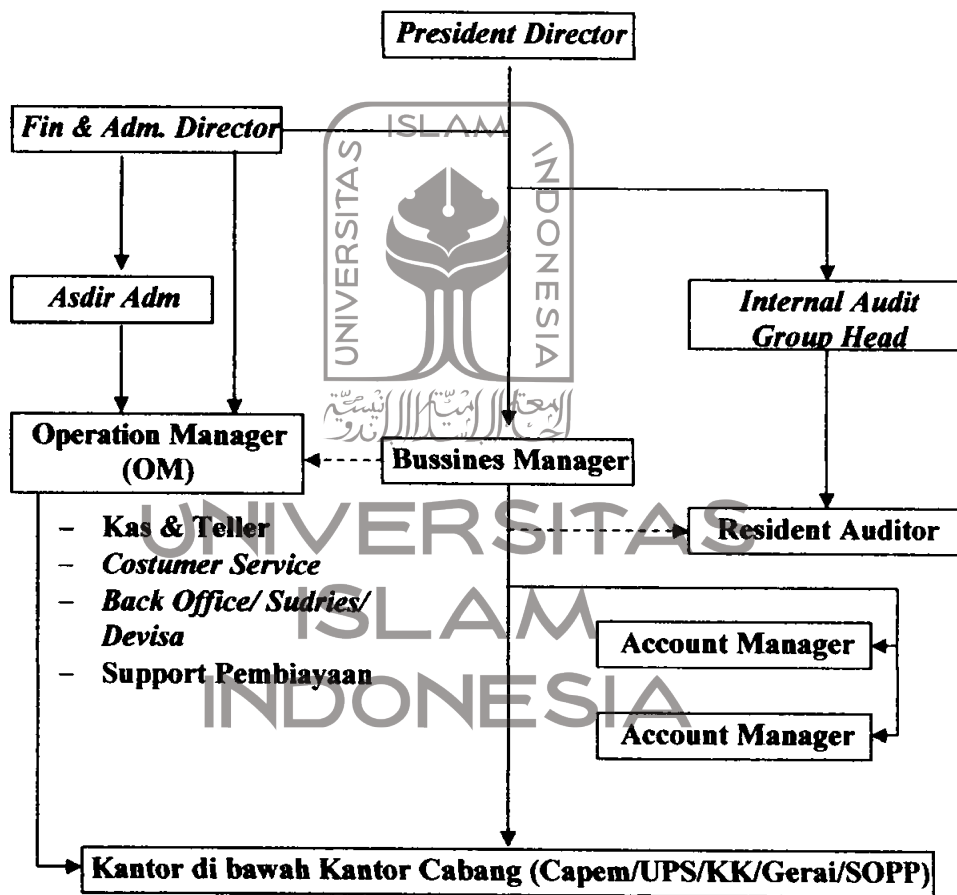 President Director
Fin & Adm. Director
ISLAM
UNIVERSITAS
INDONESIA
Asdir Adm
Internal Audit
Group Head
Operation Manager
(OM)
Bussines Manager
Resident Auditor
– Kas & Teller
– Costumer Service
– Back Office/ Sudries/
Devisa
– Support Pembiayaan
UNIVERSITAS
ISLAM
INDONESIA
Account Manager
Account Manager
Kantor di bawah Kantor Cabang (Capem/UPS/KK/Gerai/SOPP)